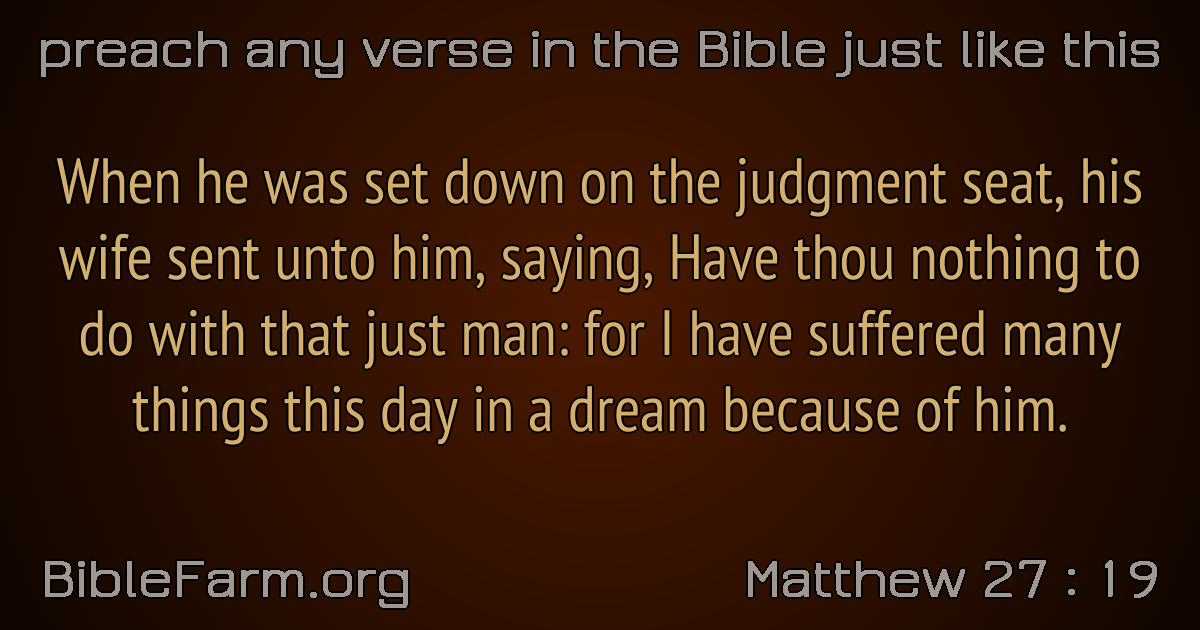 preach any verse in the Bible just like this
When he was set down on the judgment seat, his
wife sent unto him, saying, Have thou nothing to
do with that just man: for I have suffered many
things this day in a dream because of him.
BibleFarm.org
Matthew 27 : 19